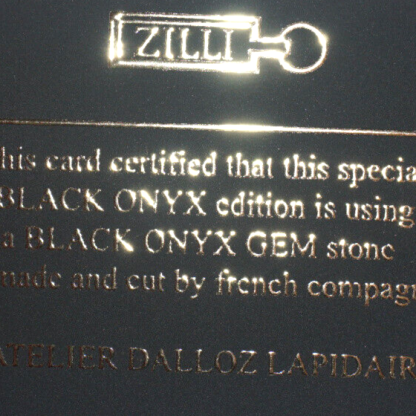 ZILLI
his card certified that this specia
BLACK ONYX edition is using
a BLACK ONYX GEM stone
made and cut by french compagn
ATELIER DALLOZ LAPIDAIR